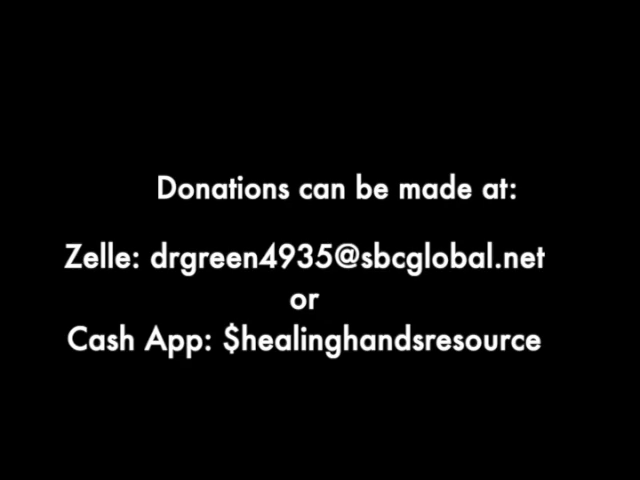 Donations can be made at:
Zelle: drgreen4935@sbcglobal.net
or
Cash App: $healinghandsresource